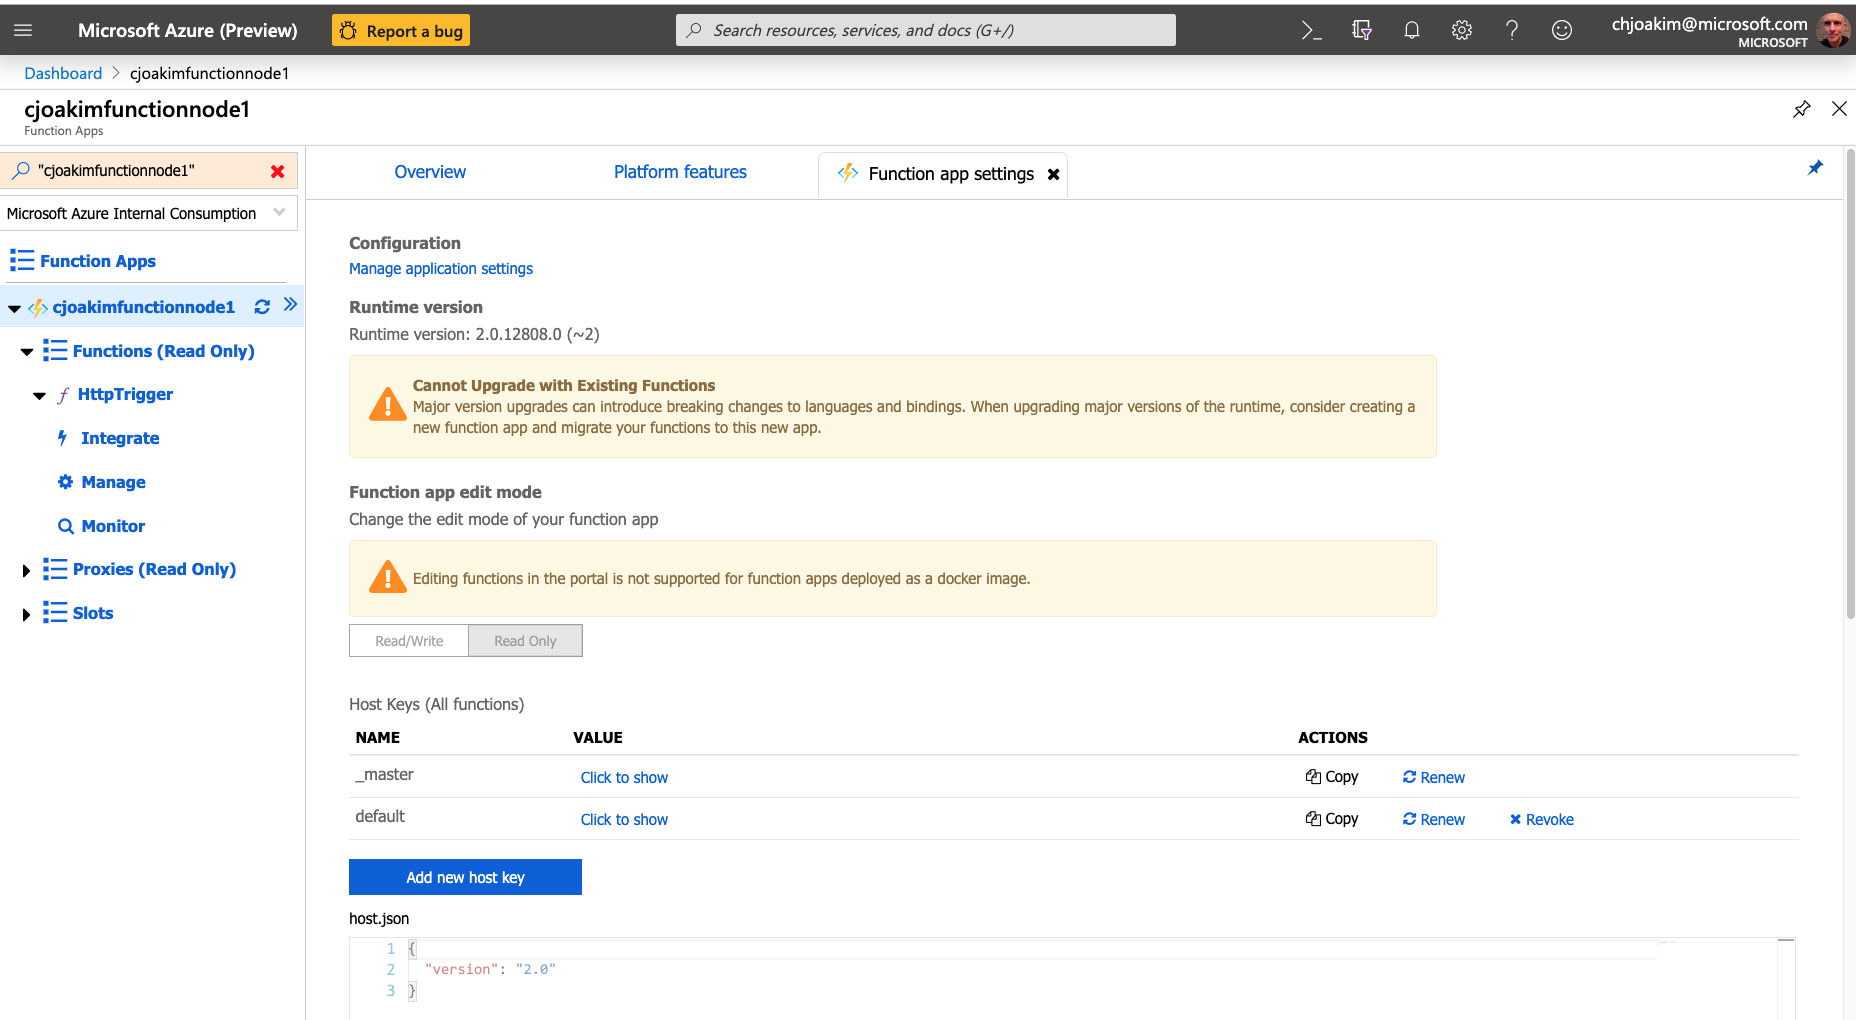 Microsoft Azure (Preview)
Report a bug
Search resources, services, and docs (G+/)
chjoakim@microsoft.com
MICROSOFT
Dashboard > cjoakimfunctionnode1
cjoakimfunctionnode1
Function Apps
"cjoakimfunctionnode1"
Microsoft Azure Internal Consumption
Function Apps
cjoakimfunctionnode1
Functions (Read Only)
HttpTrigger
Integrate
Manage
Monitor
Proxies (Read Only)
Slots
Overview
Platform features
Function app settings
Configuration
Manage application settings
Runtime version
Runtime version: 2.0.12808.0 (~2)
Cannot Upgrade with Existing Functions
Major version upgrades can introduce breaking changes to languages and bindings. When upgrading major versions of the runtime, consider creating a
new function app and migrate your functions to this new app.
Function app edit mode
Change the edit mode of your function app
Editing functions in the portal is not supported for function apps deployed as a docker image.
Read/Write Read Only
Host Keys (All functions)
NAME VALUE ACTIONS
_master Click to show Copy Renew
default Click to show Copy Renew Revoke
Add new host key
host.json
1 {
2 "version": "2.0"
3 }